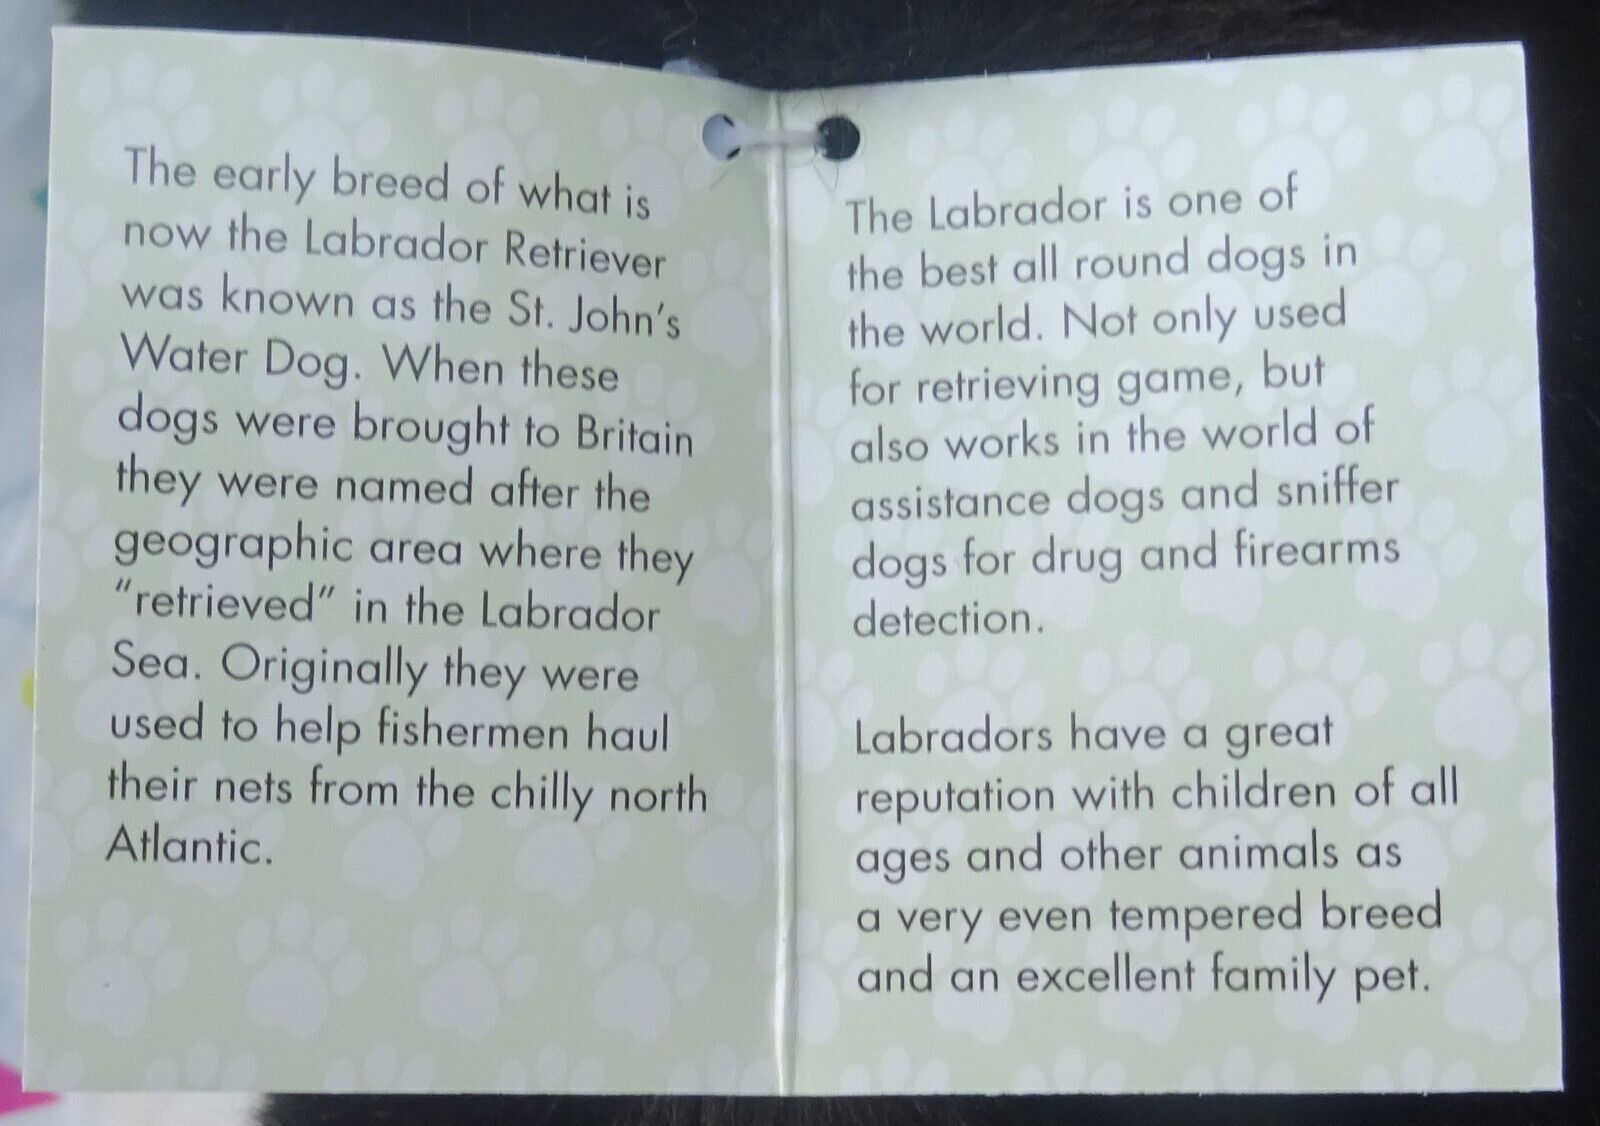 The early breed of what is
now the Labrador Retriever
was known as the St. John's
Water Dog. When these
dogs were brought to Britain
they were named after the
geographic area where they
"retrieved" in the Labrador
Sea. Originally they were
used to help fishermen haul
their nets from the chilly north
Atlantic.
The Labrador is one of
the best all round dogs in
the world. Not only used
for retrieving game, but
also works in the world of
assistance dogs and sniffer
dogs for drug and firearms
detection.
Labradors have a great
reputation with children of all
ages and other animals as
a very even tempered breed
and an excellent family pet.